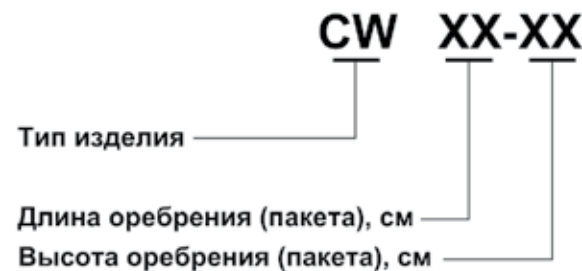 CW XX-XX
Тип изделия
Длина оребрения (пакета), см
Высота оребрения (пакета), см